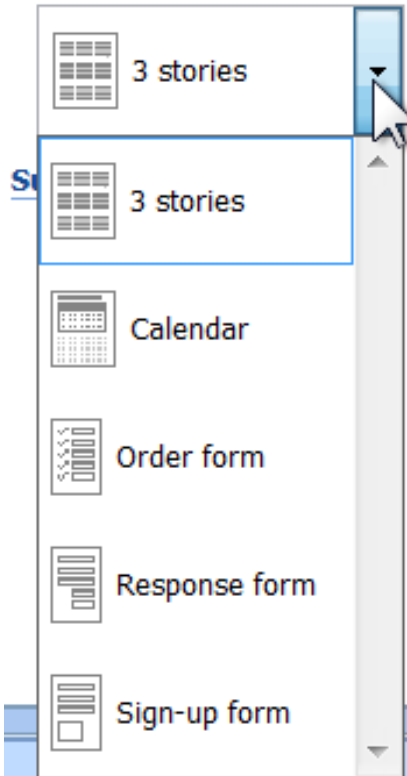 3 stories
3 stories
Calendar
Order form
Response form
Sign-up form